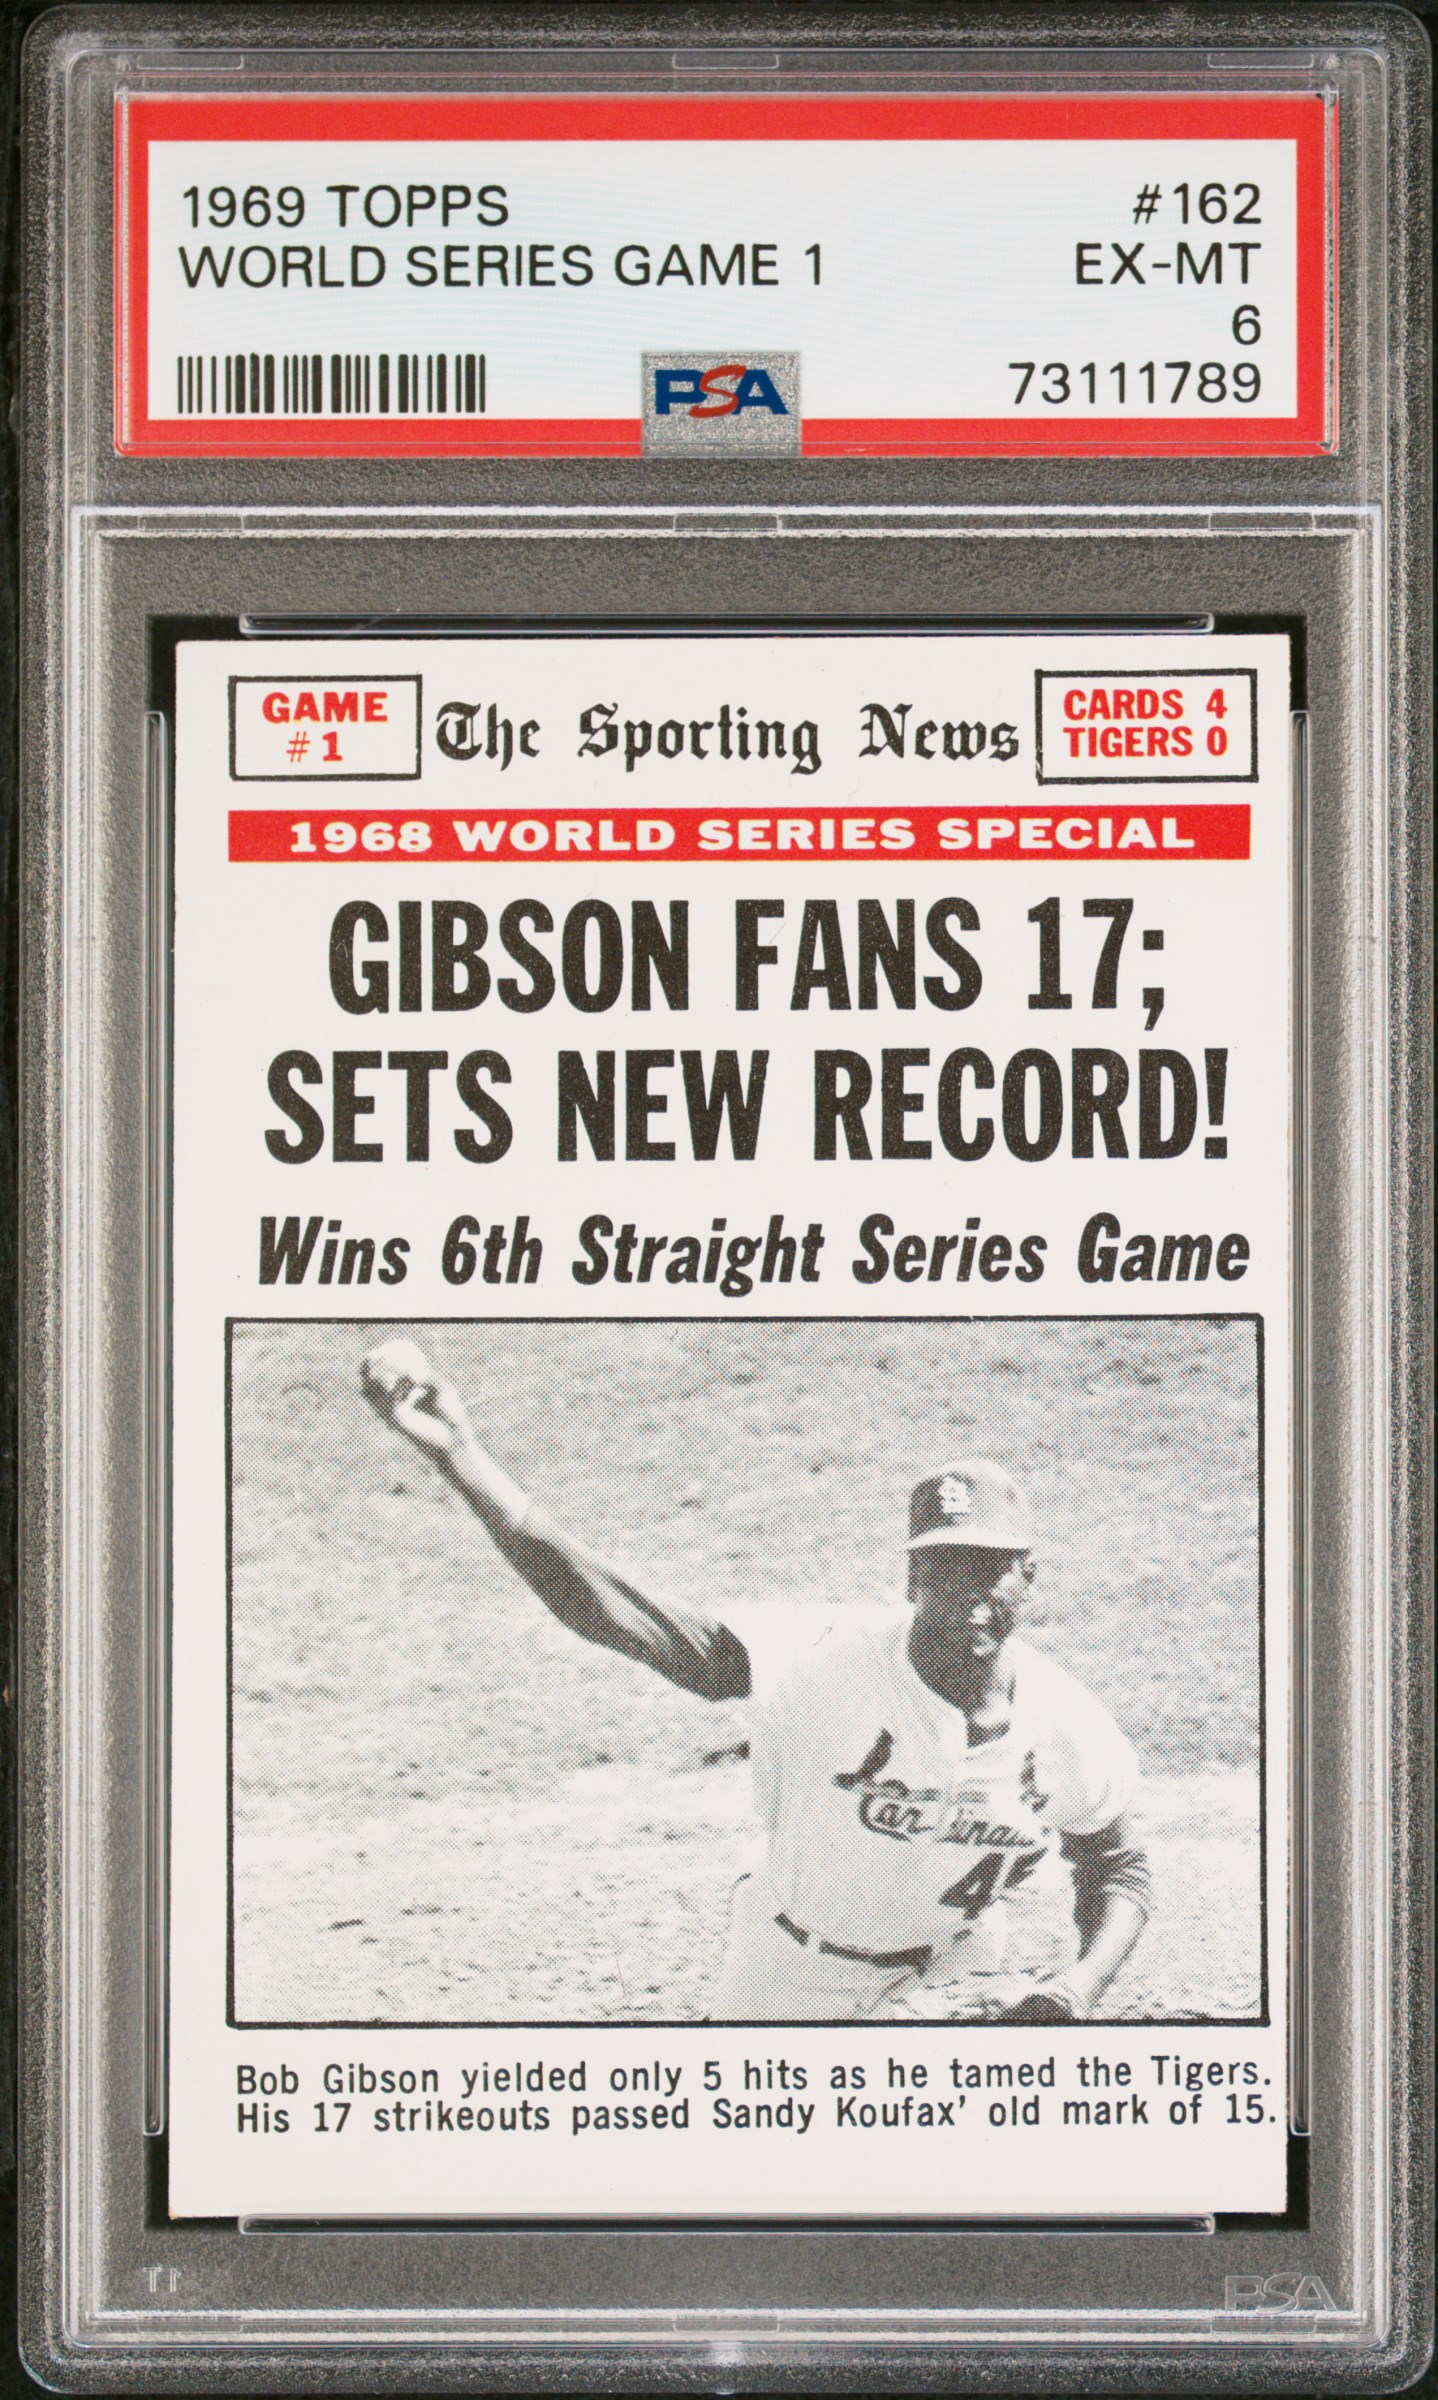 1969 TOPPS #162
WORLD SERIES GAME 1 EX-MT
6
PSA 73111789
GAME
#1
The Sporting News
CARDS 4
TIGERS 0
1968 WORLD SERIES SPECIAL
GIBSON FANS 17;
SETS NEW RECORD!
Wins 6th Straight Series Game
StL
Cardinals
45
Bob Gibson yielded only 5 hits as he tamed the Tigers.
His 17 strikeouts passed Sandy Koufax' old mark of 15.
PSA